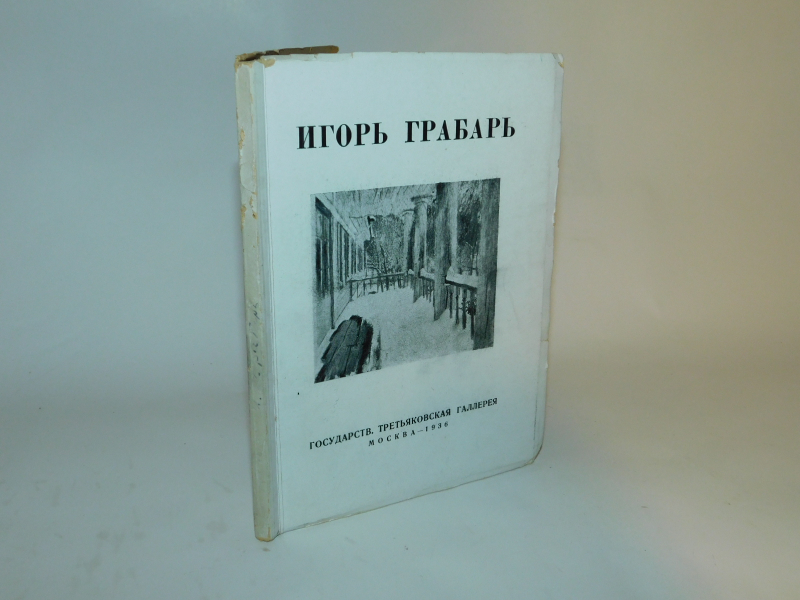 ИГОРЬ ГРАБАРЬ
ГОСУДАРСТВ. ТРЕТЬЯКОВСКАЯ ГАЛЛЕРЕЯ
МОСКВА—1936